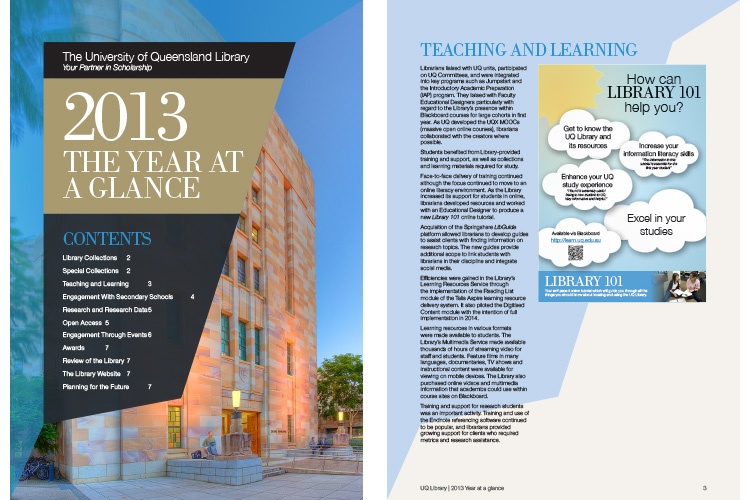 The University of Queensland Library
Your Partner in Scholarship
2013
THE YEAR AT
A GLANCE
CONTENTS
Library Collections 2
Special Collections 2
Teaching and Learning 3
Engagement With Secondary Schools 4
Research and Research Data5
Open Access 5
Engagement Through Events6
Awards 7
Review of the Library 7
The Library Website 7
Planning for the Future 7
TEACHING AND LEARNING
Librarians liaised with UQ units, participated
on UQ Committees, and were integrated
into key programs such as Jumpstart and
the Introductory Academic Preparation
(IAP) program. They liaised with Faculty
Educational Designers particularly with
regard to the Library's presence within
Blackboard courses for large cohorts in first
year. As UQ developed the UQX MOOCs
(massive open online courses), librarians
collaborated with the creators where
possible.
Students benefited from Library-provided
training and support, as well as collections
and learning materials required for study.
Face-to-face delivery of training continued
although the focus continued to move to an
online literacy environment. As the Library
increased its support for students in online,
librarians developed resources and worked
with an Educational Designer to produce a
new Library 101 online tutorial.
Acquisition of the Springshare LibGuide
platform allowed librarians to develop guides
to assist clients with finding information on
research topics. The new guides provide
additional scope to link students with
librarians in their discipline and integrate
social media.
Efficiencies were gained in the Library's
Learning Resources Service through
the implementation of the Reading List
module of the Talis Aspire learning resource
delivery system. It also piloted the Digitised
Content module with the intention of full
implementation in 2014.
Learning resources in various formats
were made available to students. The
Library's Multimedia Service made available
thousands of hours of streaming video for
staff and students. Feature films in many
languages, documentaries, TV shows and
instructional content were available for
viewing on mobile devices. The Library also
purchased online videos and multimedia
information that academics could use within
course sites on Blackboard.
Training and support for research students
was an important activity. Training and use of
the Endnote referencing software continued
to be popular, and librarians provided
growing support for clients who required
metrics and research assistance.
How can
LIBRARY 101
help you?
Get to know the
UQ Library and
its resources
Increase your
information literacy skills
Enhance your UQ
study experience
Excel in your
studies
Available via Blackboard
http://learn.uq.edu.au
LIBRARY 101
UQ Library | 2013 Year at a glance
3